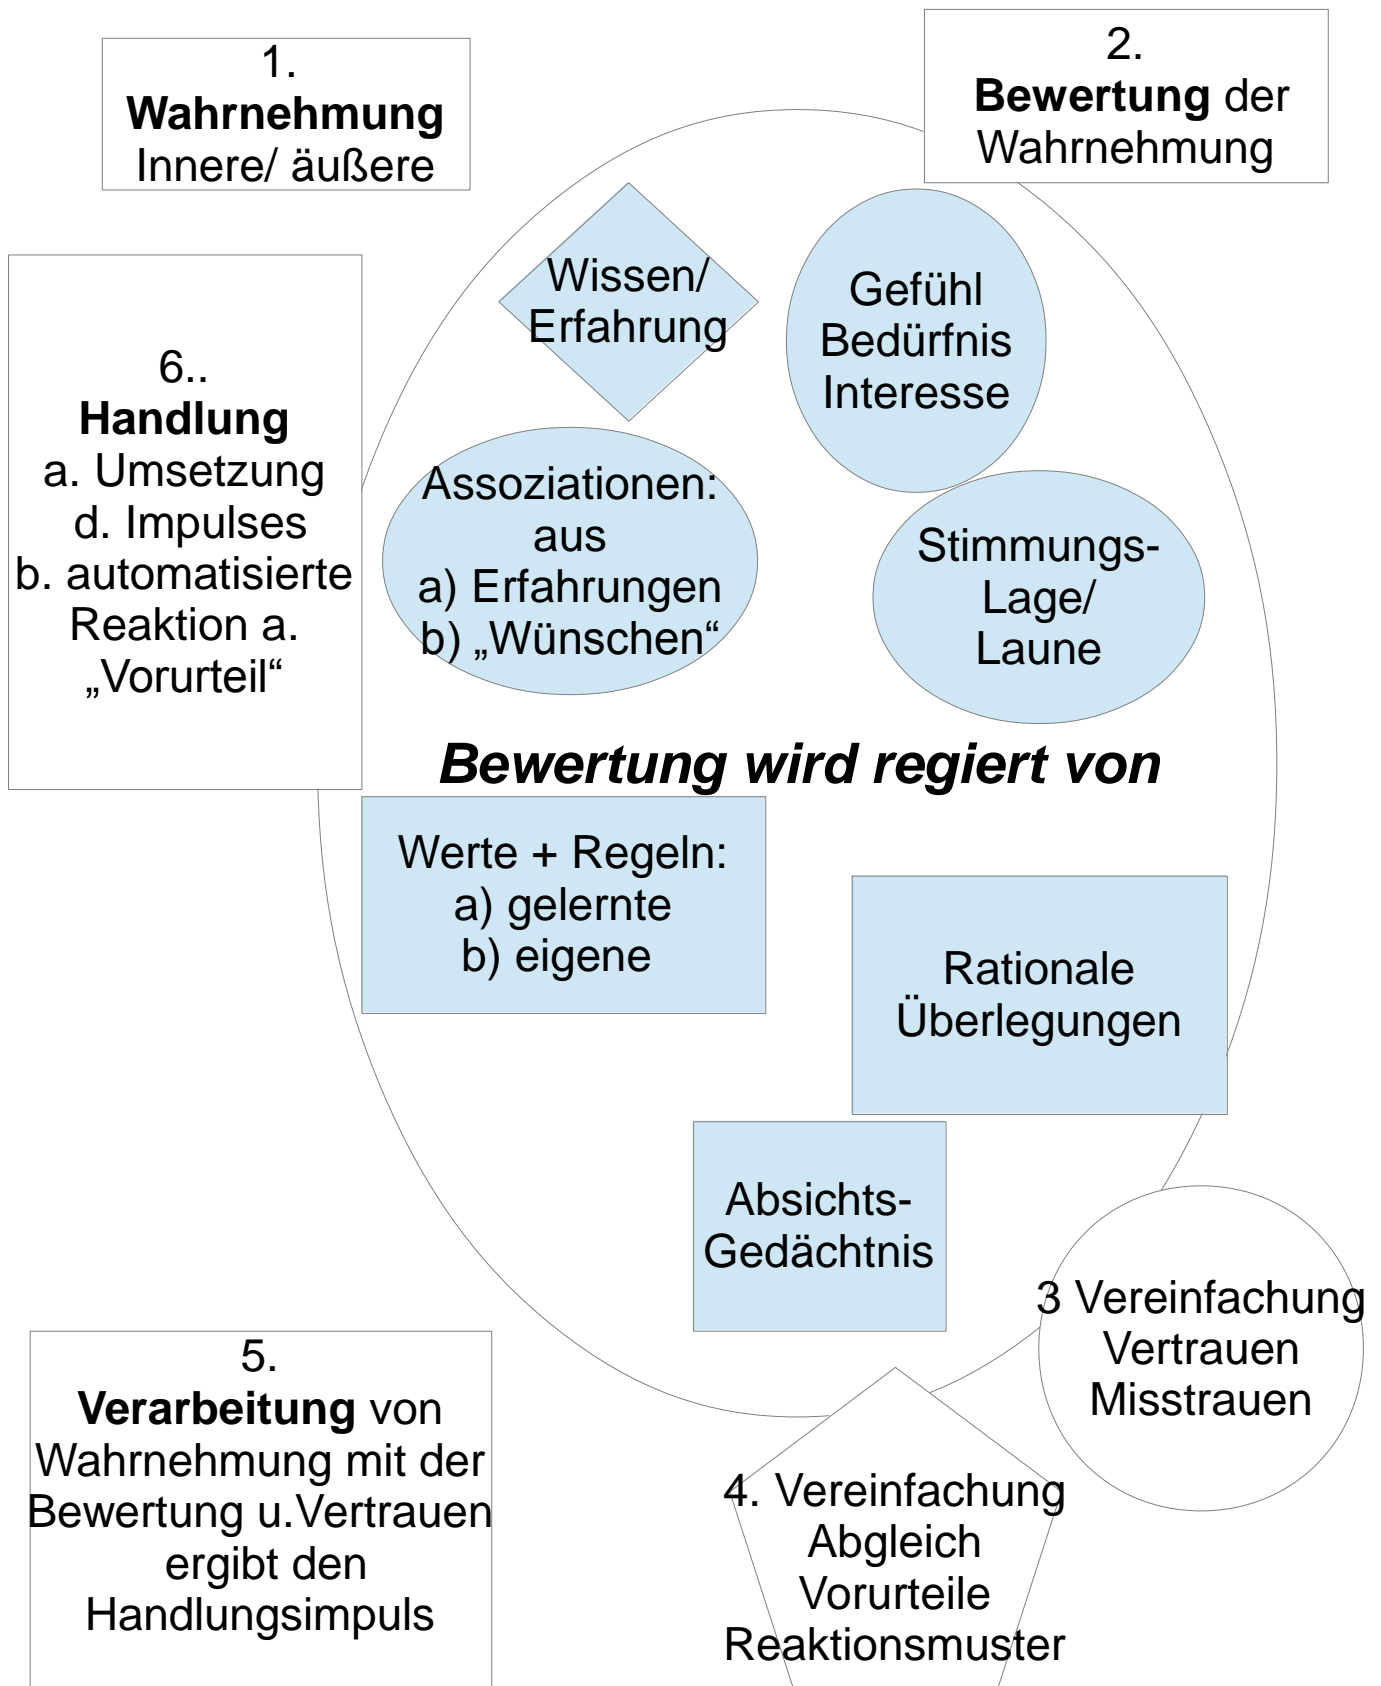 1.
Wahrnehmung
Innere/ äußere
2.
Bewertung der
Wahrnehmung
Wissen/
Erfahrung
Gefühl
Bedürfnis
Interesse
6..
Handlung
a. Umsetzung
d. Impulses
b. automatisierte
Reaktion a.
„Vorurteil“
Assoziationen:
aus
a) Erfahrungen
b) „Wünschen“
Stimmungs-
Lage/
Laune
Bewertung wird regiert von
Werte + Regeln:
a) gelernte
b) eigene
Rationale
Überlegungen
Absichts-
Gedächtnis
3 Vereinfachung
Vertrauen
Misstrauen
4. Vereinfachung
Abgleich
Vorurteile
Reaktionsmuster
5.
Verarbeitung von
Wahrnehmung mit der
Bewertung u.Vertrauen
ergibt den
Handlungsimpuls